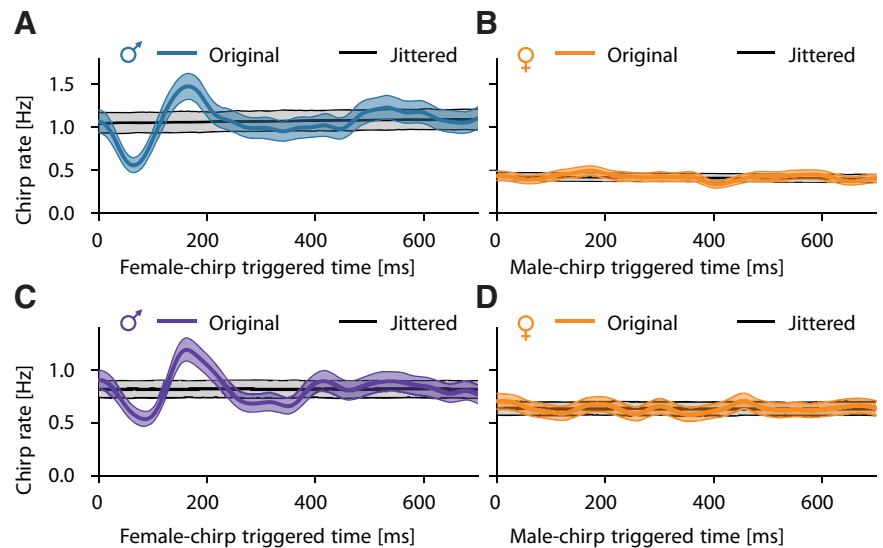 A
♂ Original Jittered
Chirp rate [Hz]
1.5
1.0
0.5
0.0
0 200 400 600
Female-chirp triggered time [ms]
B
♀ Original Jittered
0 200 400 600
Male-chirp triggered time [ms]
C
♂ Original Jittered
Chirp rate [Hz]
1.0
0.5
0.0
0 200 400 600
Female-chirp triggered time [ms]
D
♀ Original Jittered
0 200 400 600
Male-chirp triggered time [ms]